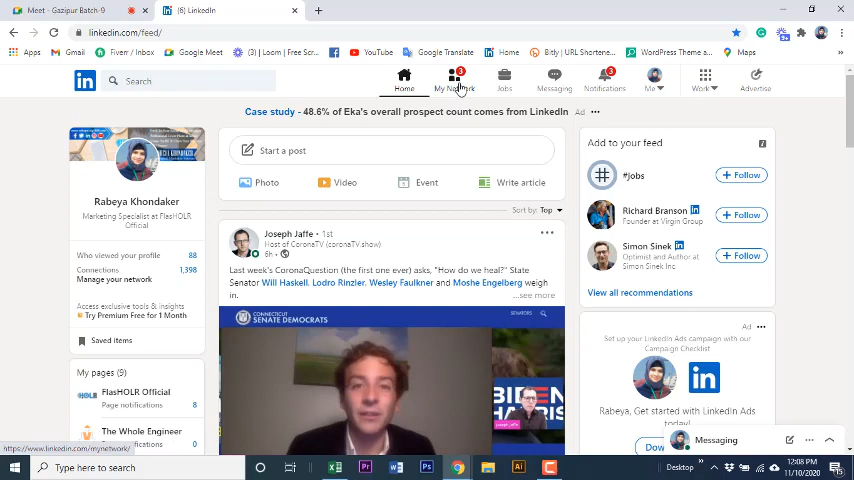 Meet - Gazipur Batch-9
(6) LinkedIn
linkedin.com/feed/
Apps
Gmail
Fiverr / Inbox
Google Meet
(1) Loom | Free Scr...
YouTube
Google Translate
Home
Bitly | URL Shortene...
WordPress Theme a...
Maps
Search
3
3
Home
My Network
Jobs
Messaging
Notifications
Me
Work
Advertise
Case study - 48.6% of Eka's overall prospect count comes from LinkedIn Ad
Start a post
Photo
Video
Event
Write article
Sort by: Top
Rabeya Khondaker
Marketing Specialist at FlasHOLR
Official
Who viewed your profile 88
Connections 1,398
Manage your network
Access exclusive tools & insights
Try Premium Free for 1 Month
Saved items
My pages (9)
FlasHOLR Official
Page notifications 8
The Whole Engineer
notifications 0
https://www.linkedin.com/mynetwork/
Joseph Jaffe • 1st
Host of CoronaTV (coronaTV.show)
6h •
Last week's CoronaQuestion (the first one ever) asks, "How do we heal?" State
Senator Will Haskell, Lodro Rinzler, Wesley Faulkner and Moshe Engelberg weigh
in.
...see more
CONNECTICUT
SENATE DEMOCRATS
SENATORS
BIDEN
HARRIS
Add to your feed
#jobs
+ Follow
Richard Branson
Founder at Virgin Group
+ Follow
Simon Sinek
Optimist and Author at
Simon Sinek Inc
+ Follow
View all recommendations
Ad
Set up your LinkedIn Ads campaign with our
Campaign Checklist
Rabeya, Get started with LinkedIn Ads
today!
Dow
Messaging
Type here to search
Desktop
12:08 PM
11/10/2020